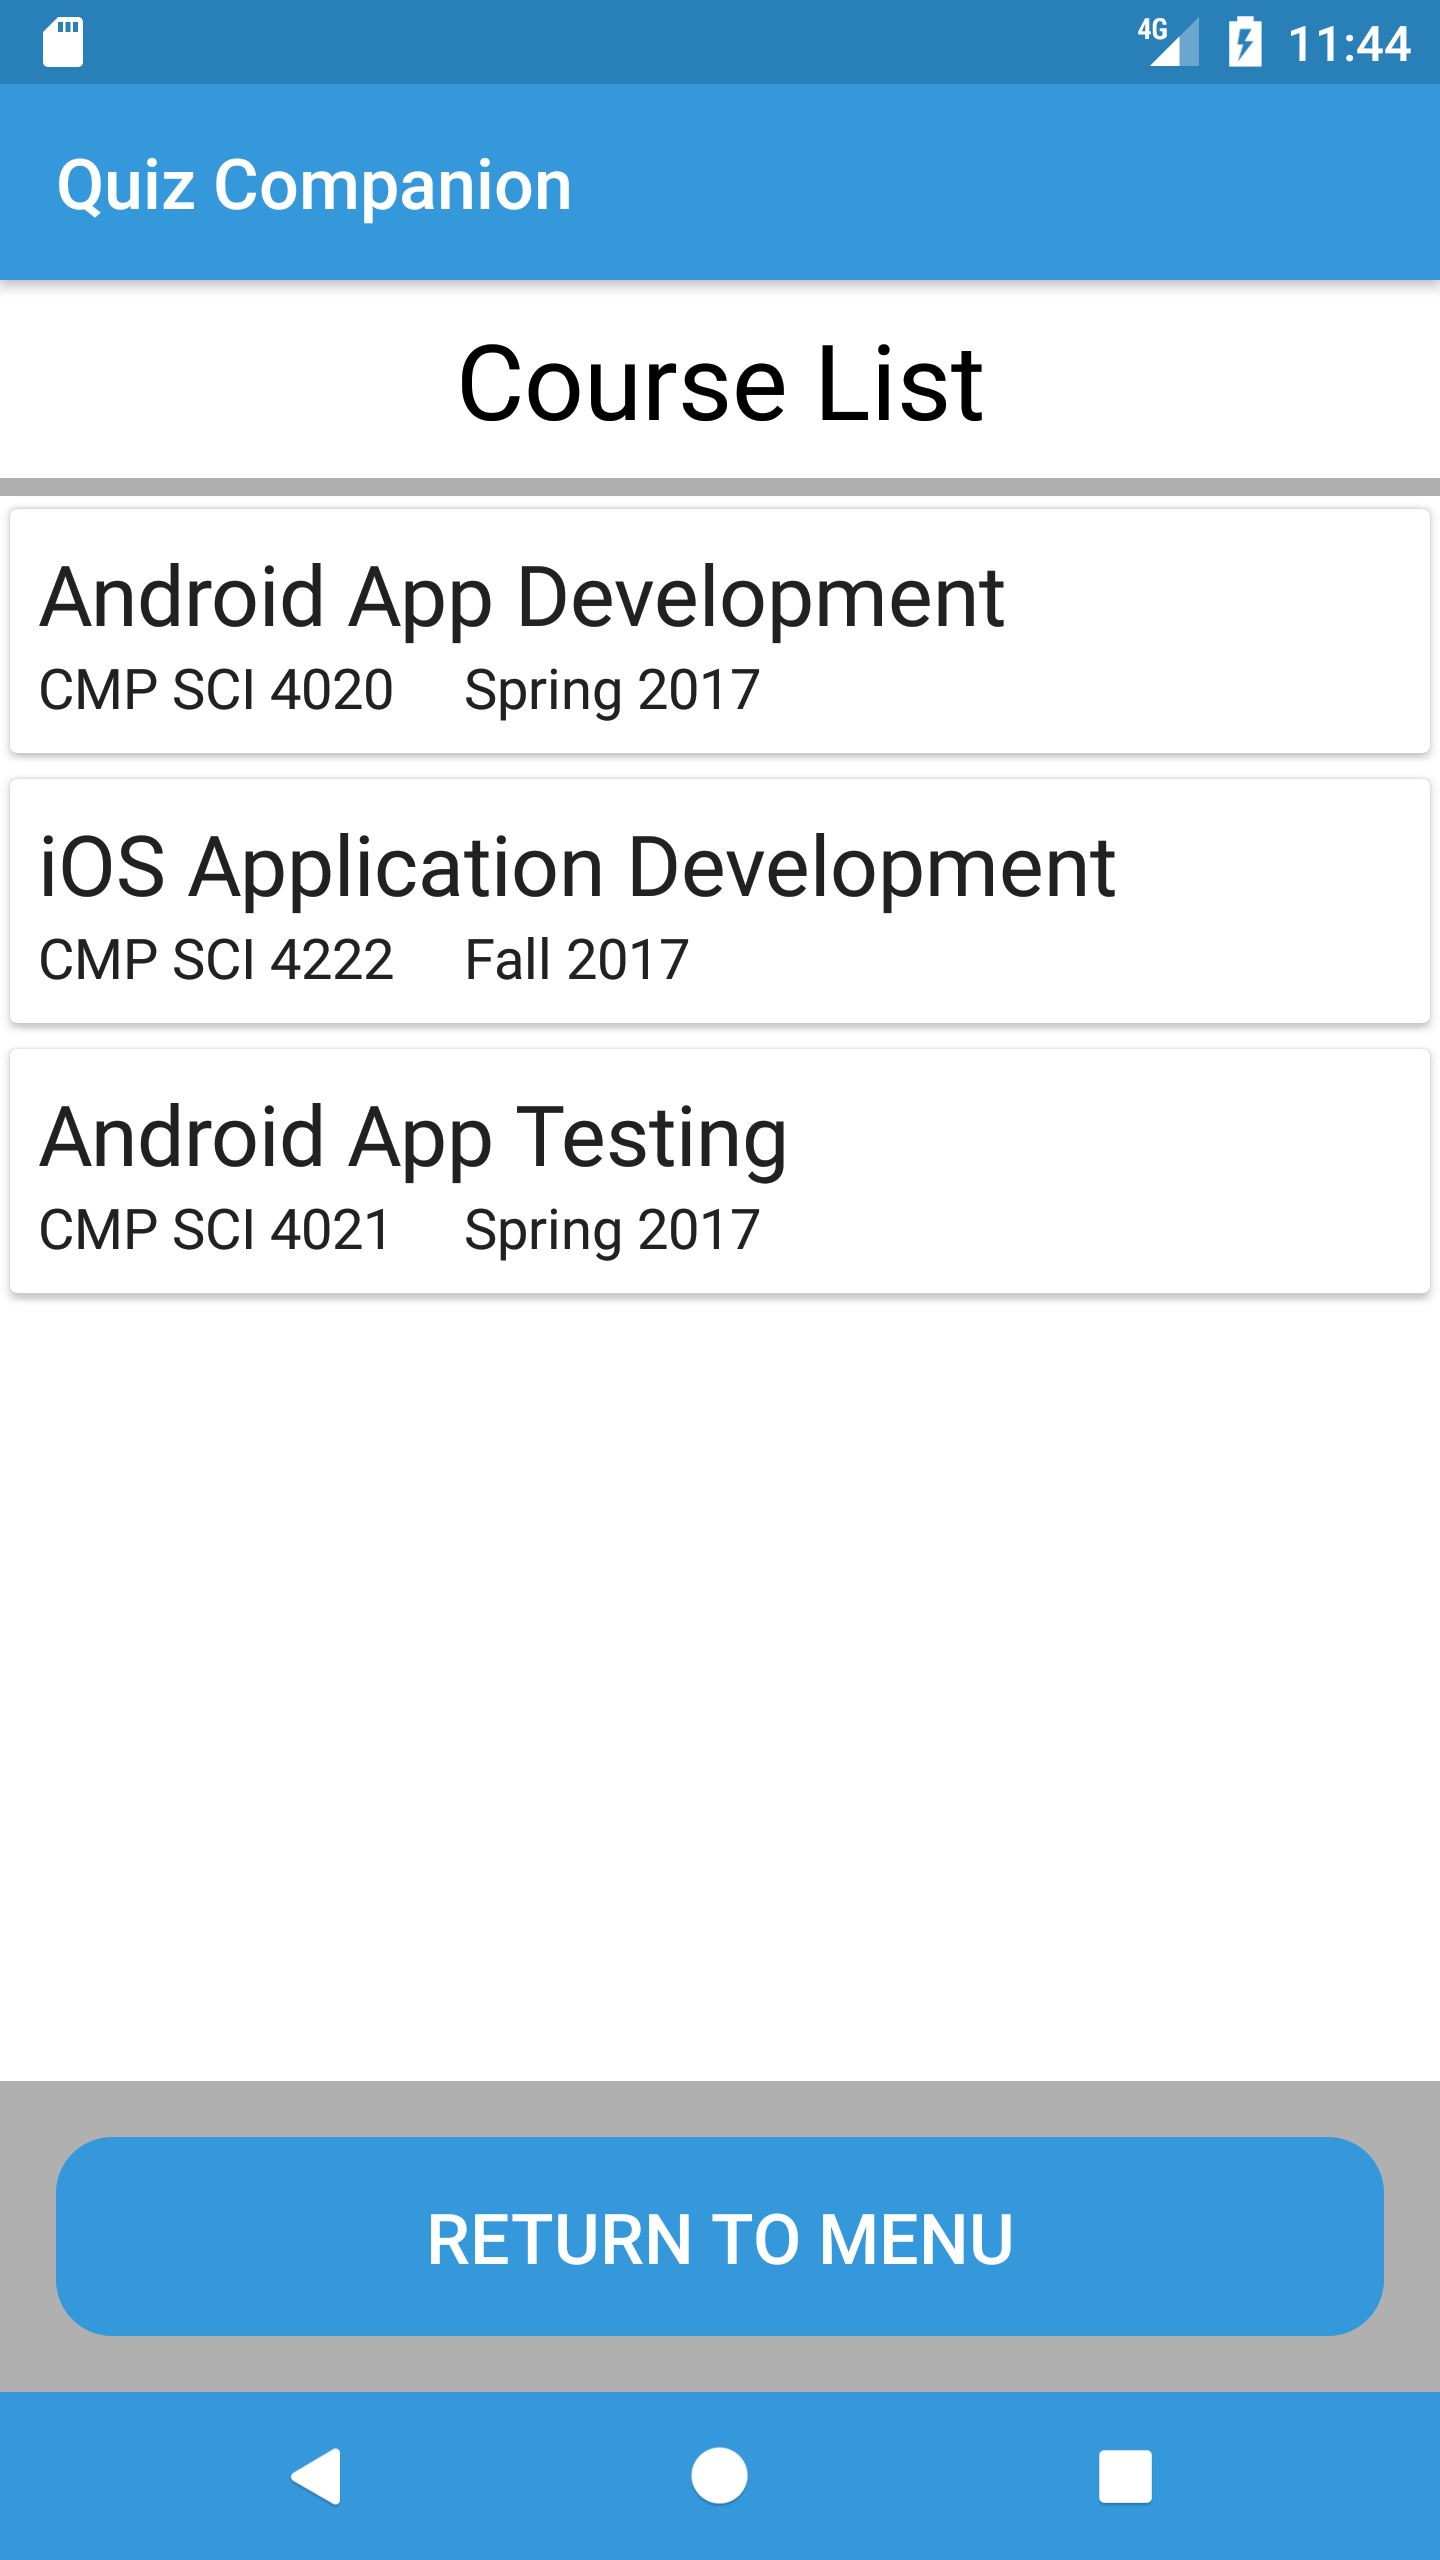 4G 11:44
Quiz Companion
Course List
Android App Development
CMP SCI 4020 Spring 2017
iOS Application Development
CMP SCI 4222 Fall 2017
Android App Testing
CMP SCI 4021 Spring 2017
RETURN TO MENU